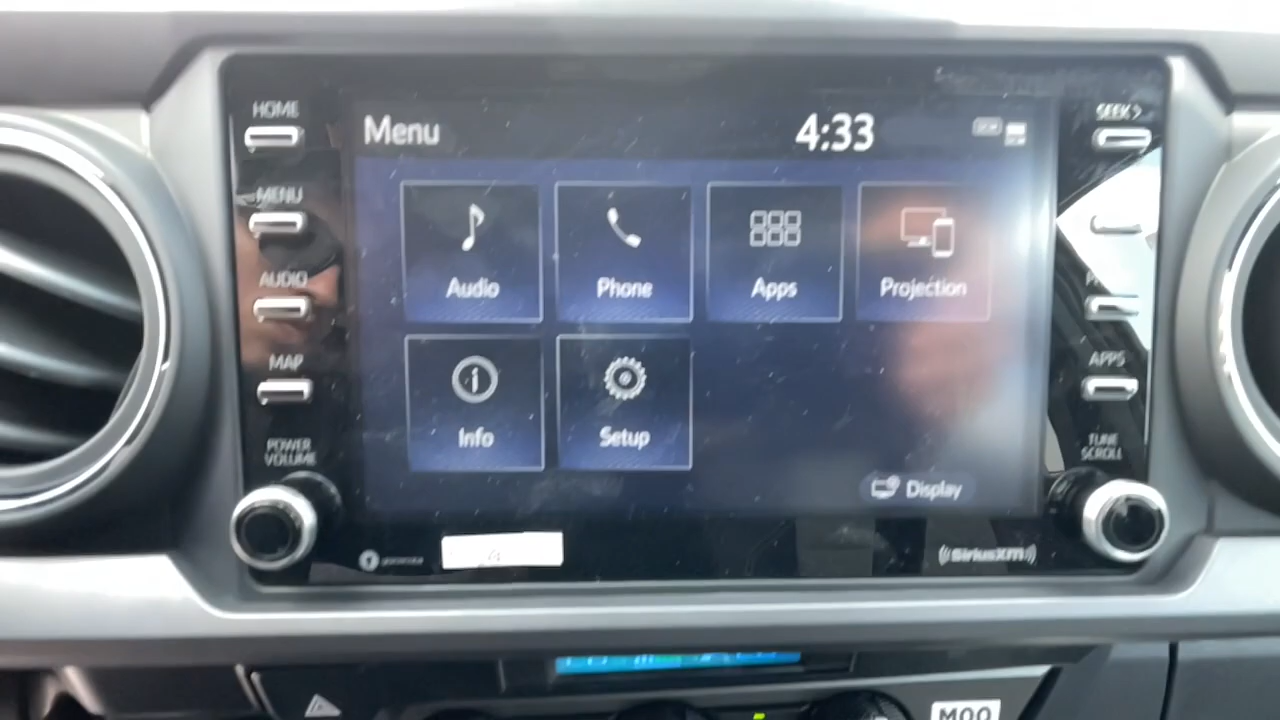 HOME
MENU
AUDIO
MAP
POWER
VOLUME
Menu
4:33
Audio
Phone
Apps
Projection
Info
Setup
Display
SEEK >
APPS
TUNE
SCROLL
((SiriusXM))